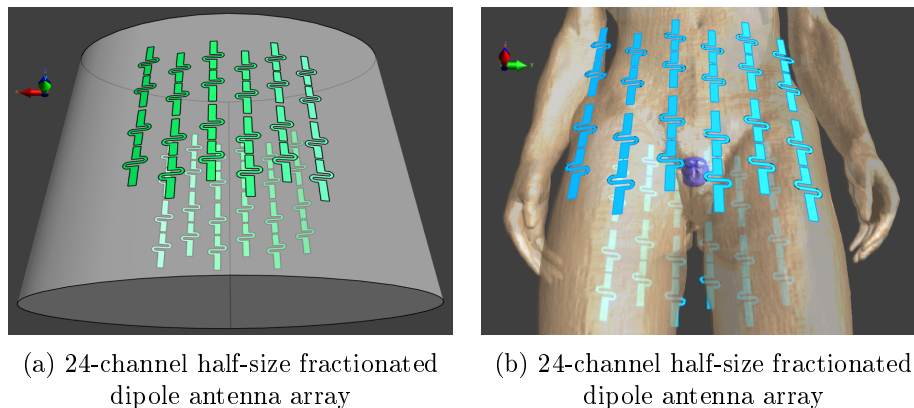 (a) 24-channel half-size fractionated
dipole antenna array
(b) 24-channel half-size fractionated
dipole antenna array